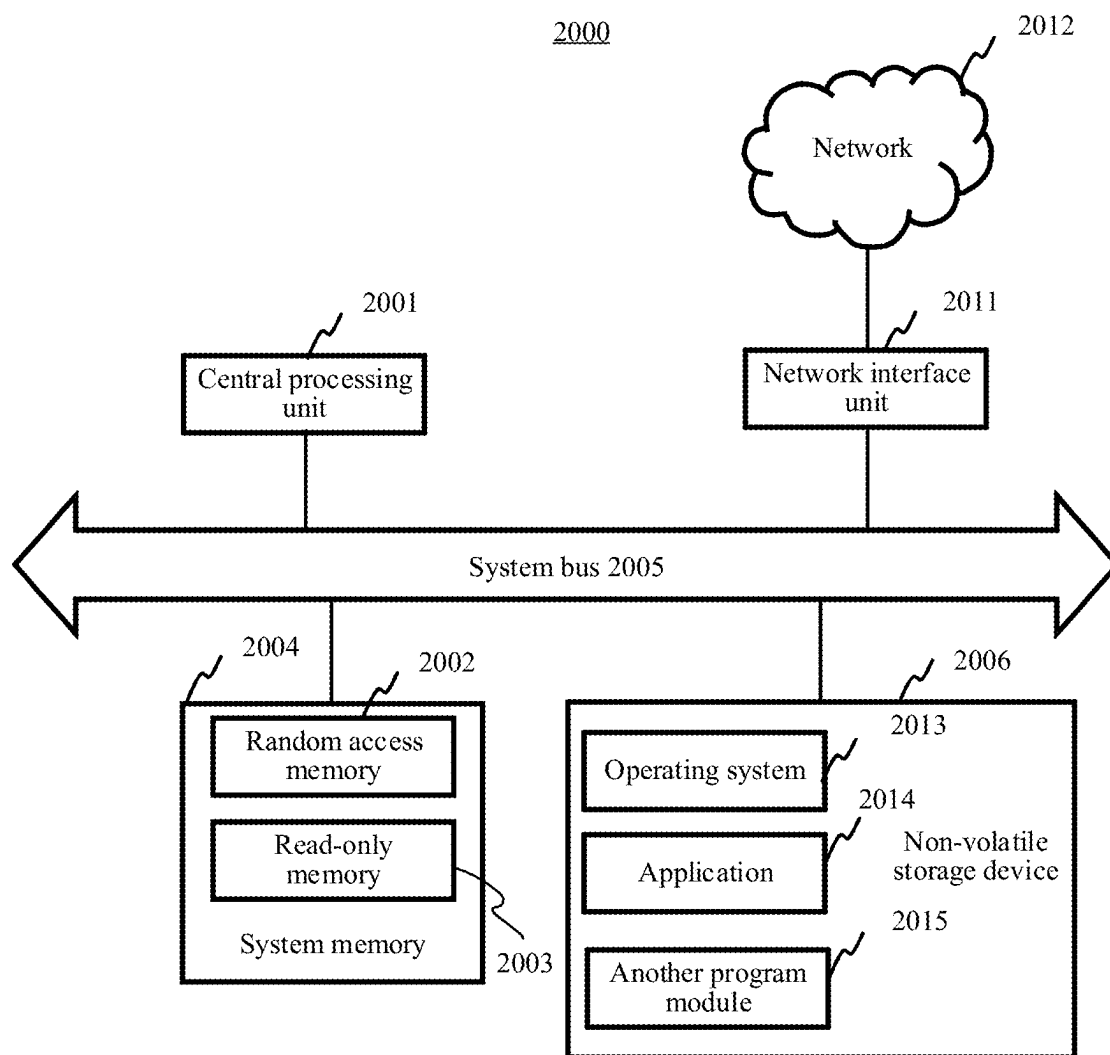 2000
2012
Network
2001
2011
Central processing
unit
Network interface
unit
System bus 2005
2004
2002
2006
Random access
memory
2013
Operating system
2014
Read-only
memory
Non-volatile
storage device
Application
System memory
2003
2015
Another program
module